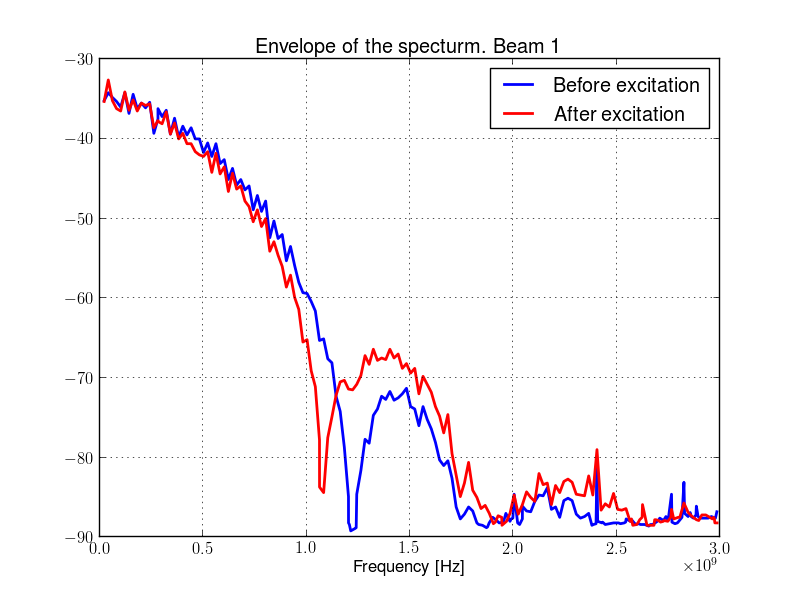 Envelope of the specturm. Beam 1
Before excitation
After excitation
−30
−40
−50
−60
−70
−80
−90
0.0 0.5 1.0 1.5 2.0 2.5 3.0
×10⁹
Frequency [Hz]